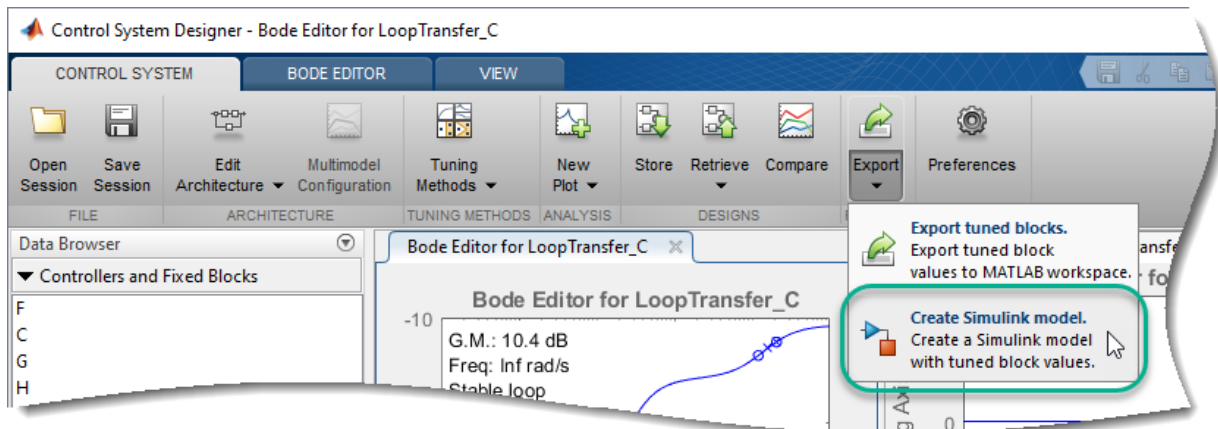 Control System Designer - Bode Editor for LoopTransfer_C
CONTROL SYSTEM BODE EDITOR VIEW
Open Session
Save Session
Edit Architecture
Multimodel Configuration
Tuning Methods
New Plot
Store
Retrieve
Compare
Export
Preferences
FILE ARCHITECTURE TUNING METHODS ANALYSIS DESIGNS
Data Browser
Controllers and Fixed Blocks
F
C
G
H
Bode Editor for LoopTransfer_C
Bode Editor for LoopTransfer_C
-10
G.M.: 10.4 dB
Freq: Inf rad/s
Stable loop
Export tuned blocks.
Export tuned block
values to MATLAB workspace.
Create Simulink model.
Create a Simulink model
with tuned block values.
0